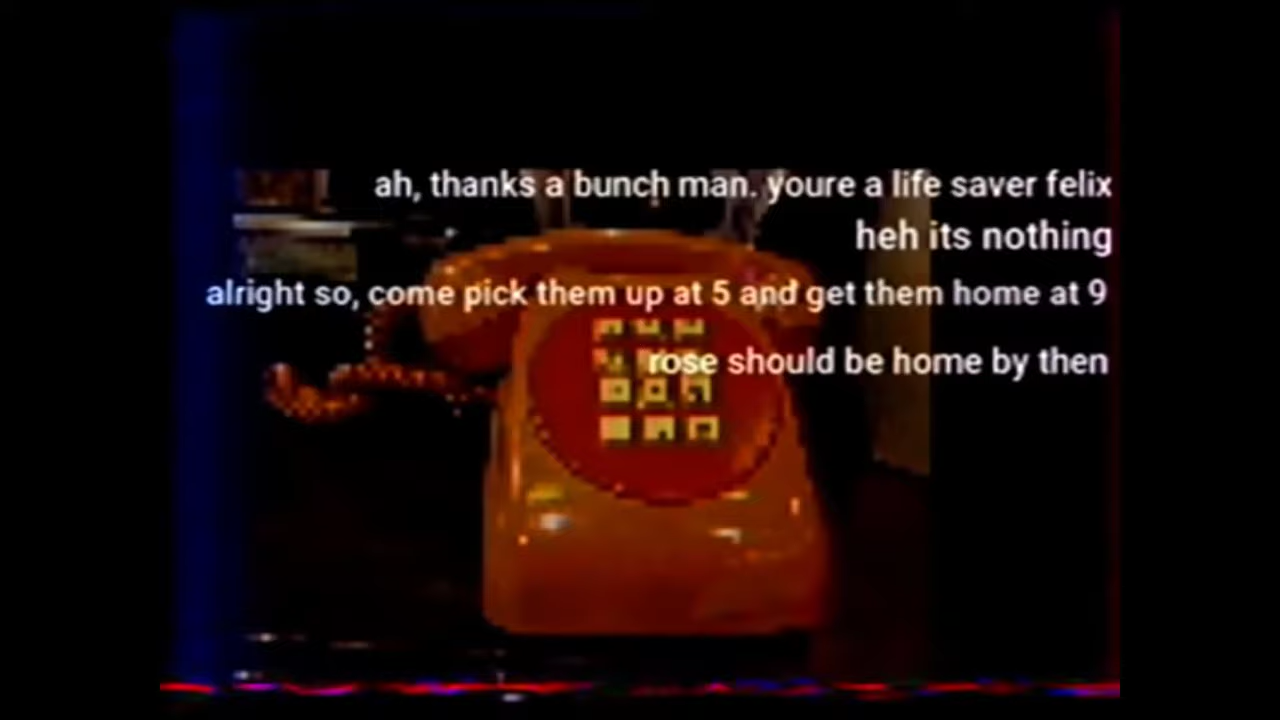 ah, thanks a bunch man. youre a life saver felix
heh its nothing
alright so, come pick them up at 5 and get them home at 9
rose should be home by then